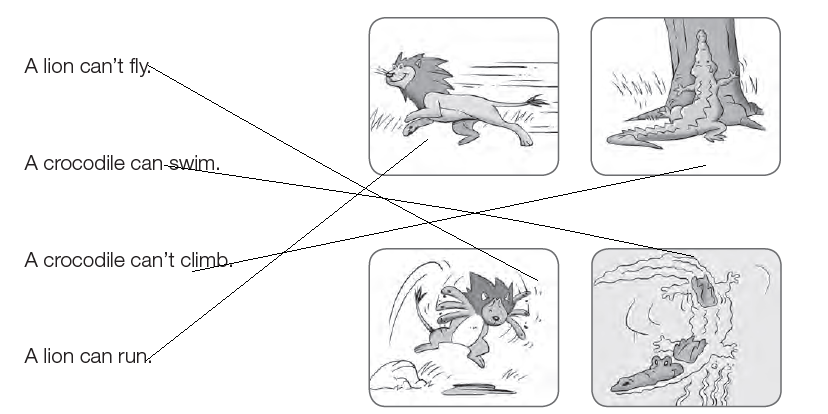 A lion can't fly.
A crocodile can swim.
A crocodile can't climb.
A lion can run.